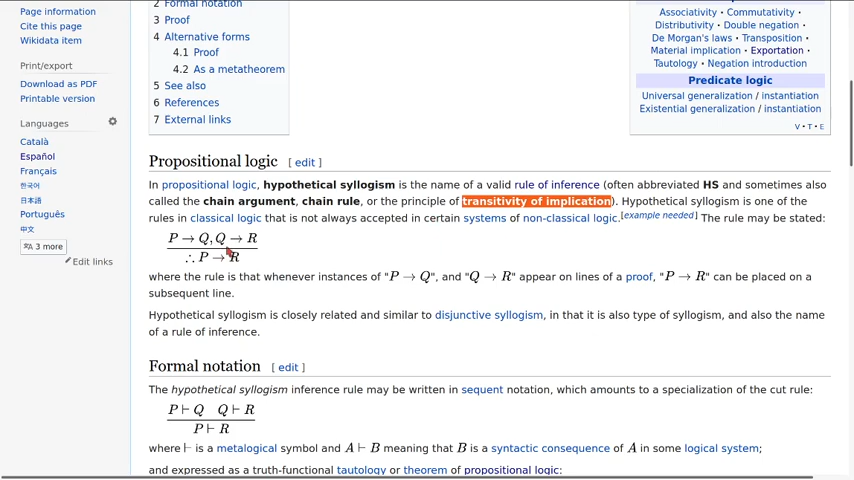 Page information
Cite this page
Wikidata item
Print/export
Download as PDF
Printable version
Languages
Català
Español
Français
한국어
日本語
Português
中文
3 more
Edit links
2 Formal notation
3 Proof
4 Alternative forms
4.1 Proof
4.2 As a metatheorem
5 See also
6 References
7 External links
Associativity • Commutativity •
Distributivity • Double negation •
De Morgan's laws • Transposition •
Material implication • Exportation •
Tautology • Negation introduction
Predicate logic
Universal generalization / instantiation
Existential generalization / instantiation
V • T • E
Propositional logic [ edit ]
In propositional logic, hypothetical syllogism is the name of a valid rule of inference (often abbreviated HS and sometimes also
called the chain argument, chain rule, or the principle of transitivity of implication). Hypothetical syllogism is one of the
rules in classical logic that is not always accepted in certain systems of non-classical logic.[example needed] The rule may be stated:
P → Q, Q → R
∴ P → R
where the rule is that whenever instances of "P → Q", and "Q → R" appear on lines of a proof, "P → R" can be placed on a
subsequent line.
Hypothetical syllogism is closely related and similar to disjunctive syllogism, in that it is also type of syllogism, and also the name
of a rule of inference.
Formal notation [ edit ]
The hypothetical syllogism inference rule may be written in sequent notation, which amounts to a specialization of the cut rule:
P ⊢ Q Q ⊢ R
P ⊢ R
where ⊢ is a metalogical symbol and A ⊢ B meaning that B is a syntactic consequence of A in some logical system;
and expressed as a truth-functional tautology or theorem of propositional logic: